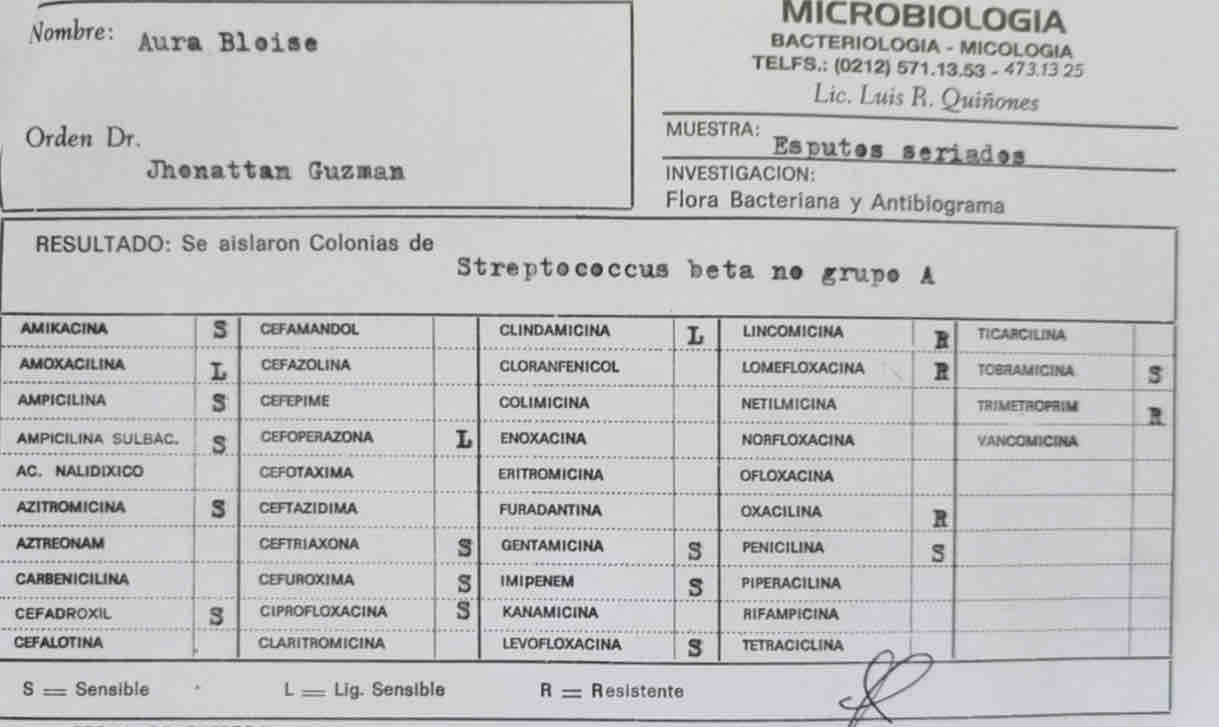 Nombre: Aura Bloise
Orden Dr.
Jhonattan Guzman
MICROBIOLOGIA
BACTERIOLOGIA - MICOLOGIA
TELFS.: (0212) 571.13.53 - 473.13 25
Lic. Luis R. Quiñones
MUESTRA: Esputos seriados
INVESTIGACION:
Flora Bacteriana y Antibiograma
RESULTADO: Se aislaron Colonias de
Streptococcus beta no grupo A
AMIKACINA S CEFAMANDOL CLINDAMICINA L LINCOMICINA R TICARCILINA
AMOXACILINA L CEFAZOLINA CLORANFENICOL LOMEFLOXACINA R TOBRAMICINA S
AMPICILINA S CEFEPIME COLIMICINA NETILMICINA TRIMETROPRIM R
AMPICILINA SULBAC. S CEFOPERAZONA L ENOXACINA NORFLOXACINA VANCOMICINA
AC. NALIDIXICO CEFOTAXIMA ERITROMICINA OFLOXACINA
AZITROMICINA S CEFTAZIDIMA FURADANTINA OXACILINA R
AZTREONAM CEFTRIAXONA S GENTAMICINA S PENICILINA S
CARBENICILINA CEFUROXIMA S IMIPENEM S PIPERACILINA
CEFADROXIL S CIPROFLOXACINA S KANAMICINA RIFAMPICINA
CEFALOTINA CLARITROMICINA LEVOFLOXACINA S TETRACICLINA
S = Sensible L = Lig. Sensible R = Resistente